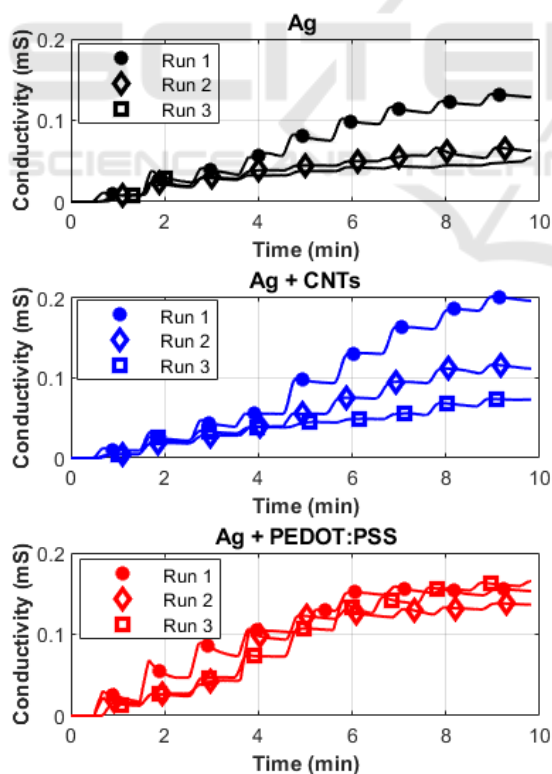 Ag
Conductivity (mS)
0.2
0.1
0
Run 1
Run 2
Run 3
0 2 4 6 8 10
Time (min)
Ag + CNTs
Conductivity (mS)
0.2
0.1
0
Run 1
Run 2
Run 3
0 2 4 6 8 10
Time (min)
Ag + PEDOT:PSS
Conductivity (mS)
0.2
0.1
0
Run 1
Run 2
Run 3
0 2 4 6 8 10
Time (min)